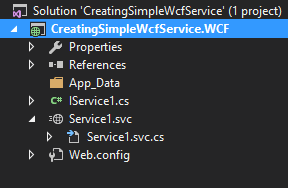 Solution 'CreatingSimpleWcfService' (1 project)
CreatingSimpleWcfService.WCF
Properties
References
App_Data
C# IService1.cs
Service1.svc
Service1.svc.cs
Web.config